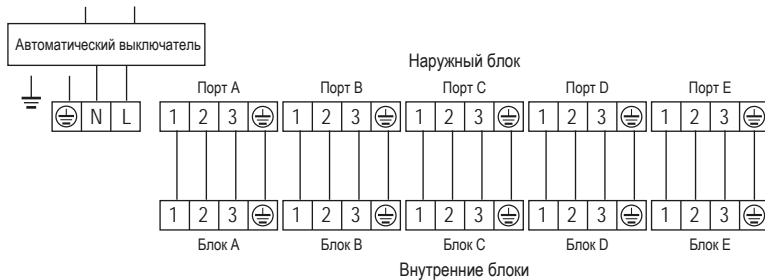 Автоматический выключатель
Наружный блок
Порт A Порт B Порт C Порт D Порт E
N L 1 2 3 1 2 3 1 2 3 1 2 3 1 2 3
1 2 3 1 2 3 1 2 3 1 2 3 1 2 3
Блок A Блок B Блок C Блок D Блок E
Внутренние блоки